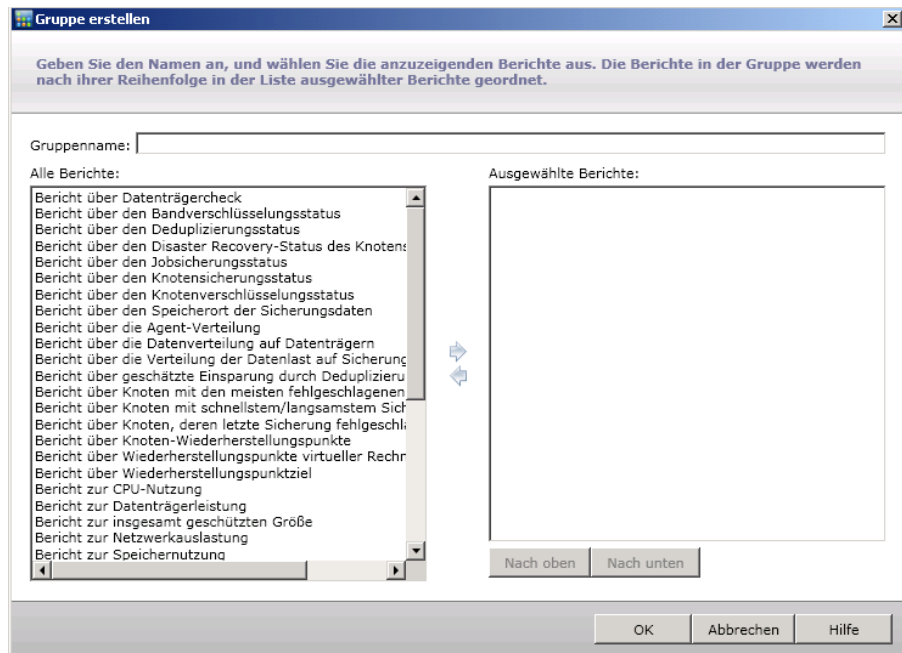 Gruppe erstellen
Geben Sie den Namen an, und wählen Sie die anzuzeigenden Berichte aus. Die Berichte in der Gruppe werden
nach ihrer Reihenfolge in der Liste ausgewählter Berichte geordnet.
Gruppenname:
Alle Berichte:
Bericht über Datenträgercheck
Bericht über den Bandverschlüsselungsstatus
Bericht über den Deduplizierungsstatus
Bericht über den Disaster Recovery-Status des Knotens
Bericht über den Jobsicherungsstatus
Bericht über den Knotensicherungsstatus
Bericht über den Knotenverschlüsselungsstatus
Bericht über den Speicherort der Sicherungsdaten
Bericht über die Agent-Verteilung
Bericht über die Datenverteilung auf Datenträgern
Bericht über die Verteilung der Datenlast auf Sicherung
Bericht über geschätzte Einsparung durch Deduplizieru
Bericht über Knoten mit den meisten fehlgeschlagenen
Bericht über Knoten mit schnellstem/langsamstem Sich
Bericht über Knoten, deren letzte Sicherung fehlgeschla
Bericht über Knoten-Wiederherstellungspunkte
Bericht über Wiederherstellungspunkte virtueller Rechn
Bericht über Wiederherstellungspunktziel
Bericht zur CPU-Nutzung
Bericht zur Datenträgerleistung
Bericht zur insgesamt geschützten Größe
Bericht zur Netzwerkauslastung
Bericht zur Speichernutzung
Ausgewählte Berichte:
Nach oben
Nach unten
OK
Abbrechen
Hilfe